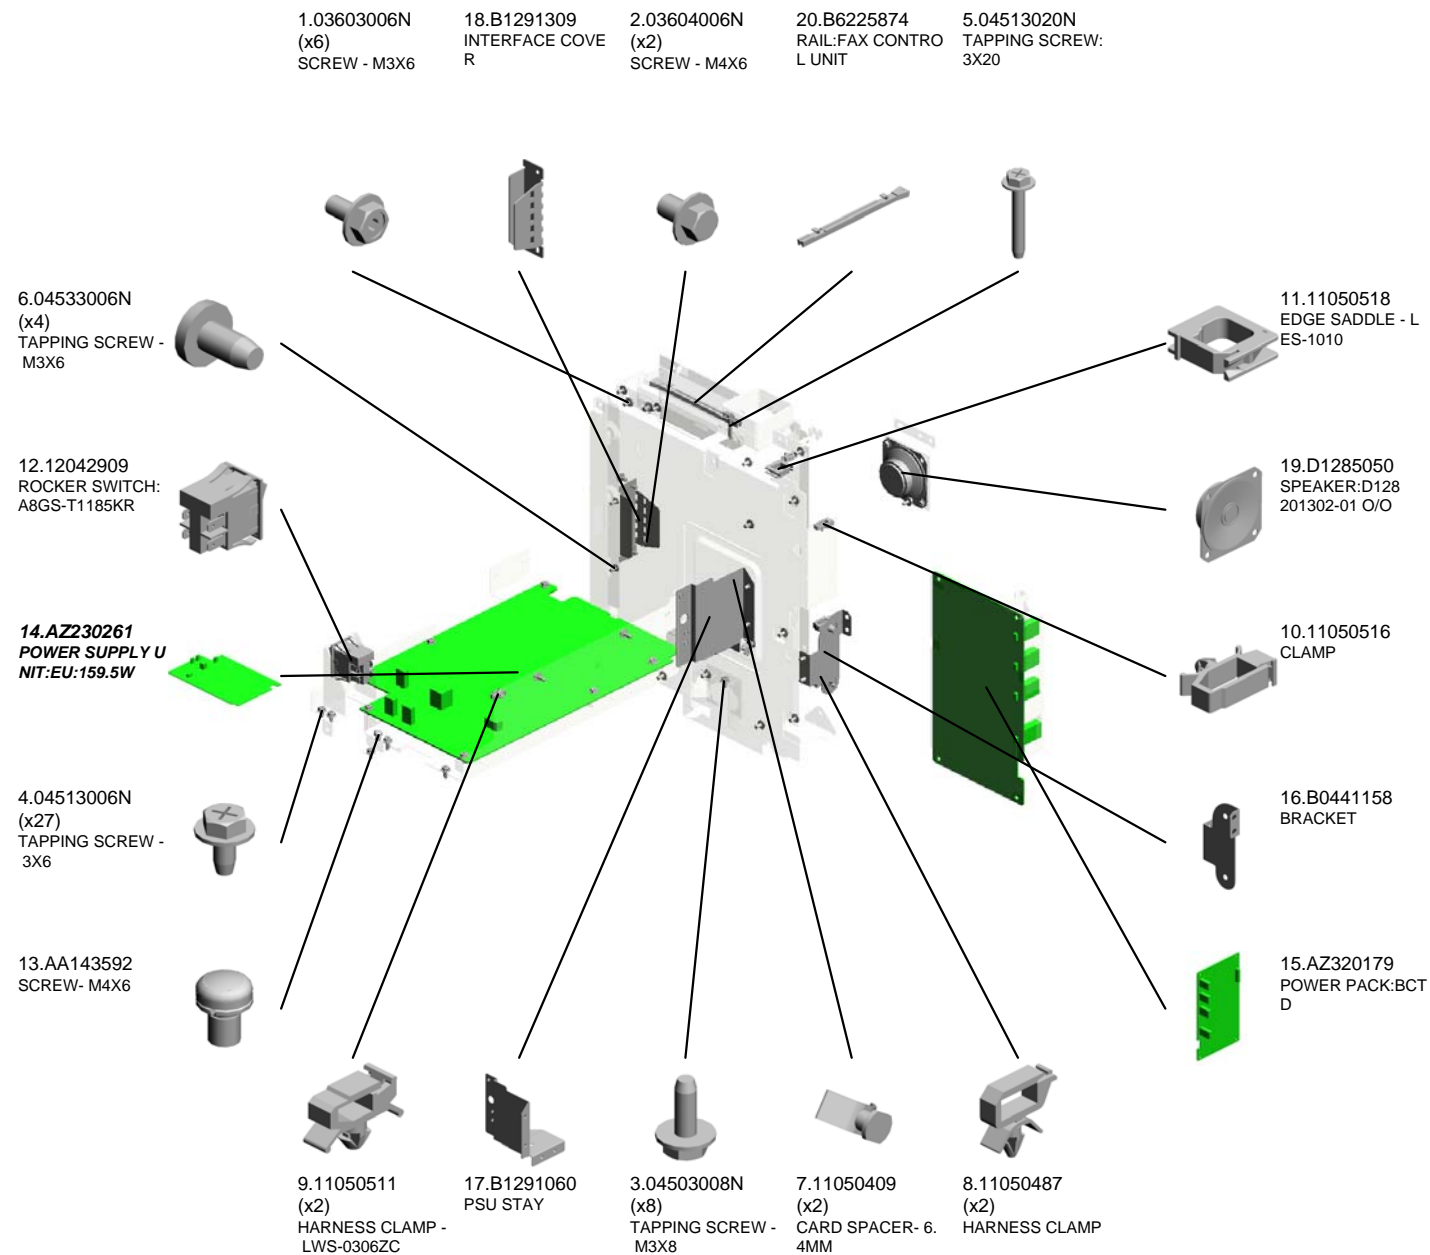 1.03603006N
(x6)
SCREW - M3X6
18.B1291309
INTERFACE COVE
R
2.03604006N
(x2)
SCREW - M4X6
20.B6225874
RAIL:FAX CONTRO
L UNIT
5.04513020N
TAPPING SCREW:
3X20
6.04533006N
(x4)
TAPPING SCREW -
M3X6
11.11050518
EDGE SADDLE - L
ES-1010
12.12042909
ROCKER SWITCH:
A8GS-T1185KR
19.D1285050
SPEAKER:D128
201302-01 O/O
14.AZ230261
POWER SUPPLY U
NIT:EU:159.5W
10.11050516
CLAMP
4.04513006N
(x27)
TAPPING SCREW -
3X6
16.B0441158
BRACKET
13.AA143592
SCREW- M4X6
15.AZ320179
POWER PACK:BCT
D
9.11050511
(x2)
HARNESS CLAMP -
LWS-0306ZC
17.B1291060
PSU STAY
3.04503008N
(x8)
TAPPING SCREW -
M3X8
7.11050409
(x2)
CARD SPACER- 6.
4MM
8.11050487
(x2)
HARNESS CLAMP